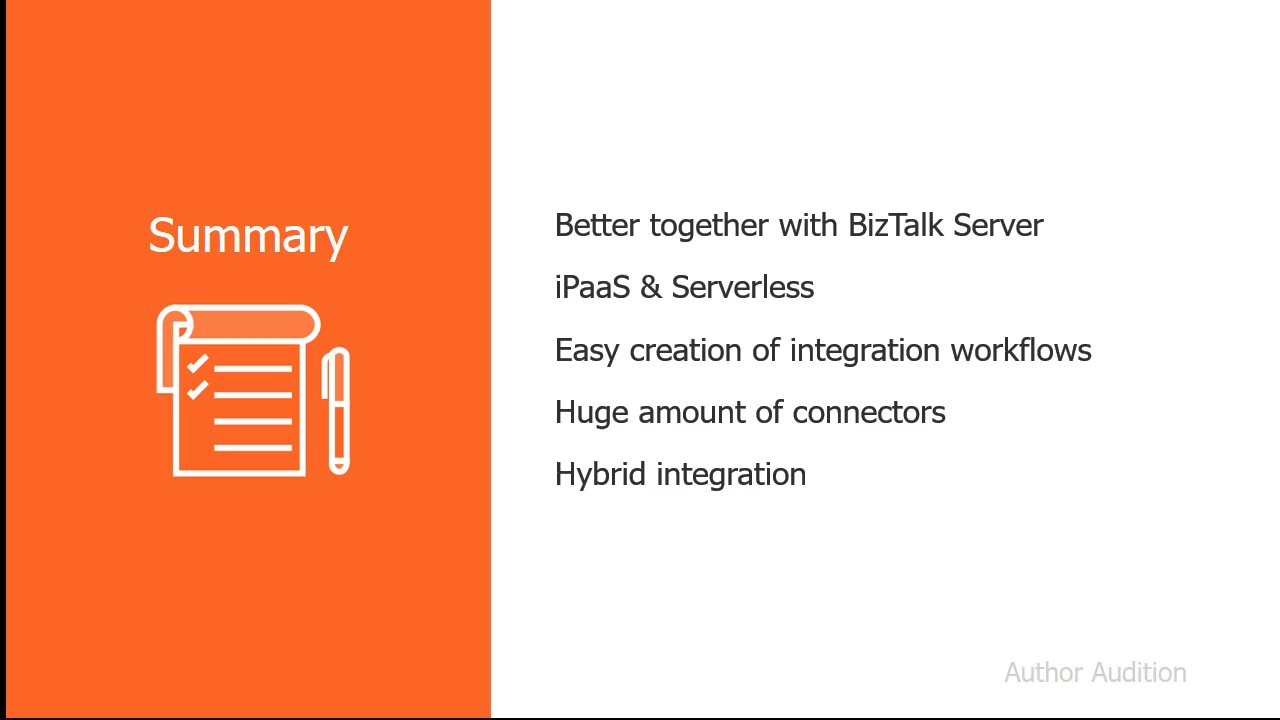 Summary
Better together with BizTalk Server
iPaaS & Serverless
Easy creation of integration workflows
Huge amount of connectors
Hybrid integration
Author Audition